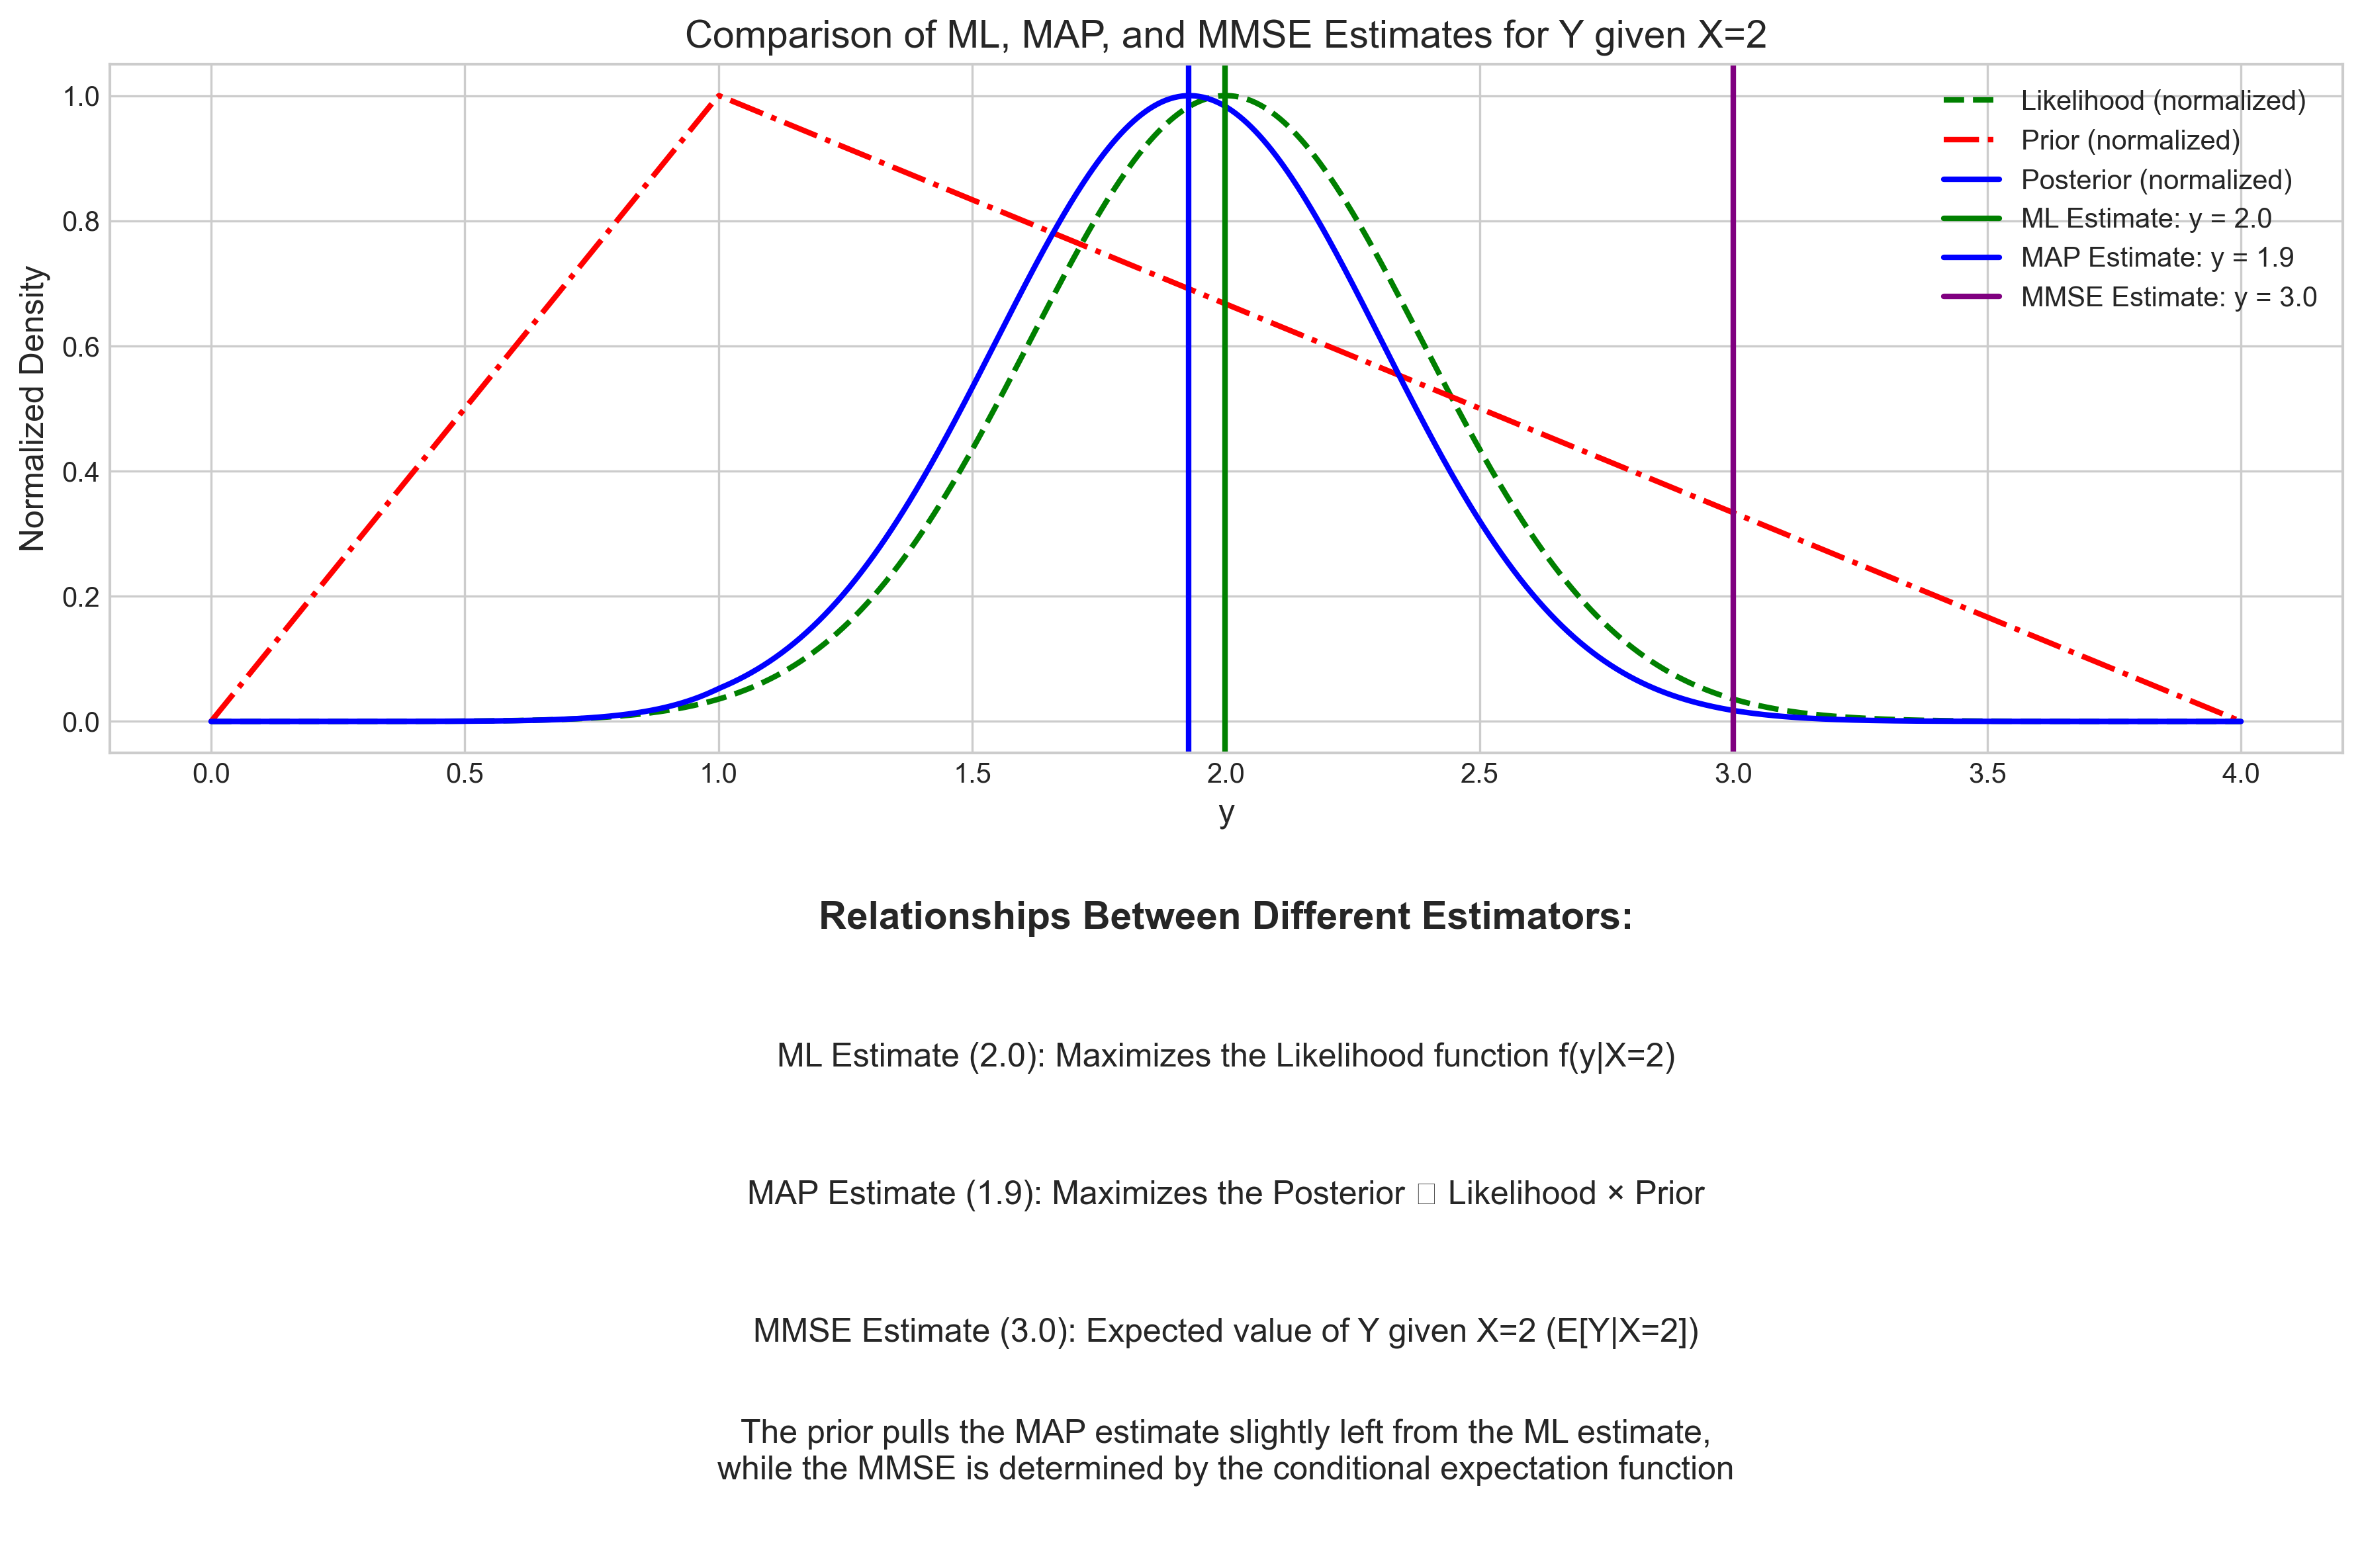 Comparison of ML, MAP, and MMSE Estimates for Y given X=2
Normalized Density
1.0
0.8
0.6
0.4
0.2
0.0
Likelihood (normalized)
Prior (normalized)
Posterior (normalized)
ML Estimate: y = 2.0
MAP Estimate: y = 1.9
MMSE Estimate: y = 3.0
0.0 0.5 1.0 1.5 2.0 2.5 3.0 3.5 4.0
y
Relationships Between Different Estimators:
ML Estimate (2.0): Maximizes the Likelihood function f(y|X=2)
MAP Estimate (1.9): Maximizes the Posterior □ Likelihood × Prior
MMSE Estimate (3.0): Expected value of Y given X=2 (E[Y|X=2])
The prior pulls the MAP estimate slightly left from the ML estimate,
while the MMSE is determined by the conditional expectation function